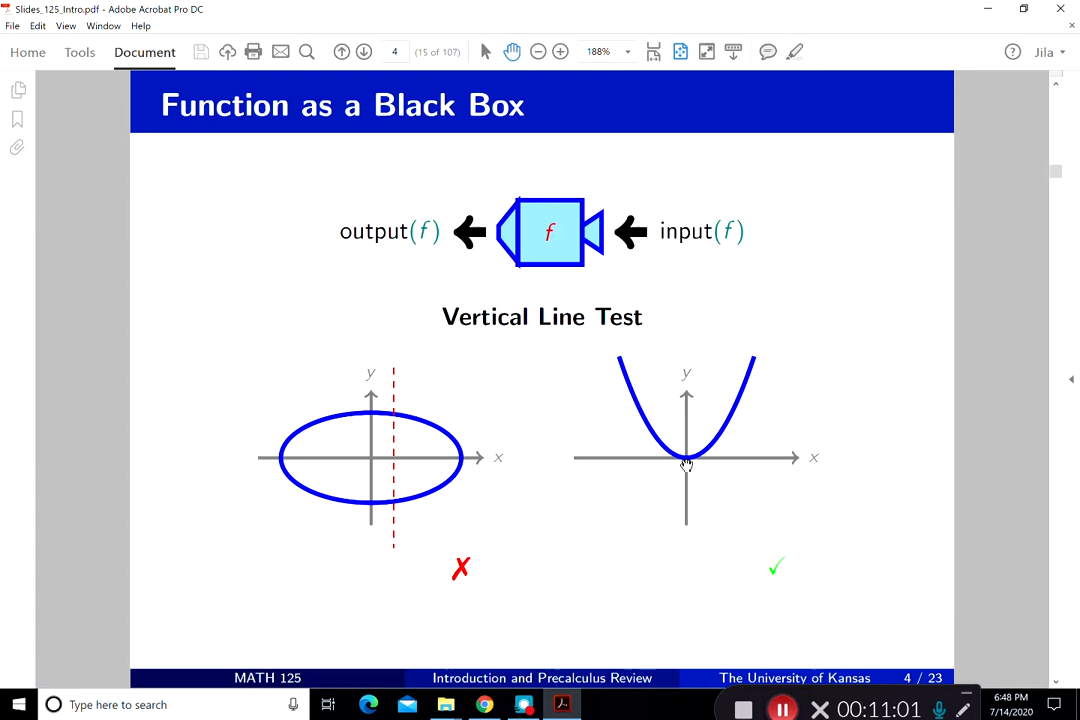 Slides_125_Intro.pdf - Adobe Acrobat Pro DC
File Edit View Window Help
Home Tools Document 4 (15 of 107) 188% Jila
Function as a Black Box
output(f) f input(f)
Vertical Line Test
y y
x x
✗ ✓
MATH 125 Introduction and Precalculus Review The University of Kansas 4 / 23
Type here to search 00:11:01 6:48 PM
7/14/2020